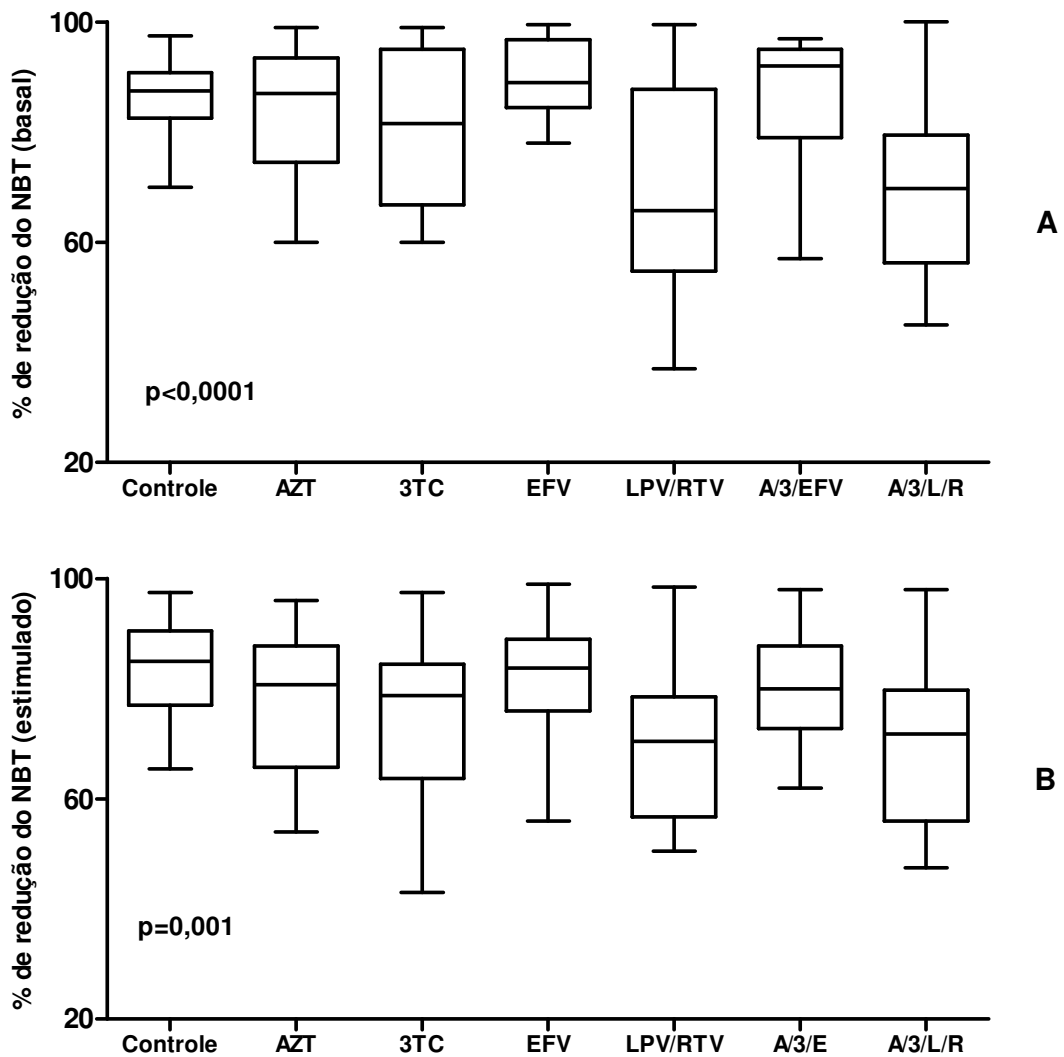 % de redução do NBT (basal)
100
60
20
p<0,0001
A
Controle AZT 3TC EFV LPV/RTV A/3/EFV A/3/L/R
% de redução do NBT (estimulado)
100
60
20
p=0,001
B
Controle AZT 3TC EFV LPV/RTV A/3/E A/3/L/R